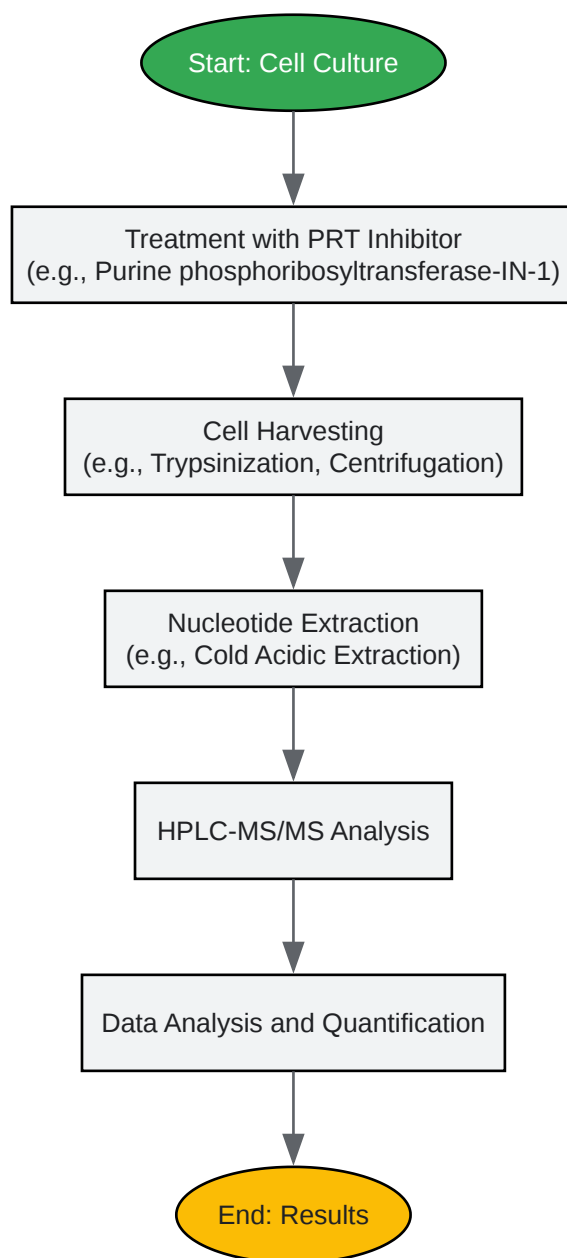 Start: Cell Culture
Treatment with PRT Inhibitor
(e.g., Purine phosphoribosyltransferase-IN-1)
Cell Harvesting
(e.g., Trypsinization, Centrifugation)
Nucleotide Extraction
(e.g., Cold Acidic Extraction)
HPLC-MS/MS Analysis
Data Analysis and Quantification
End: Results